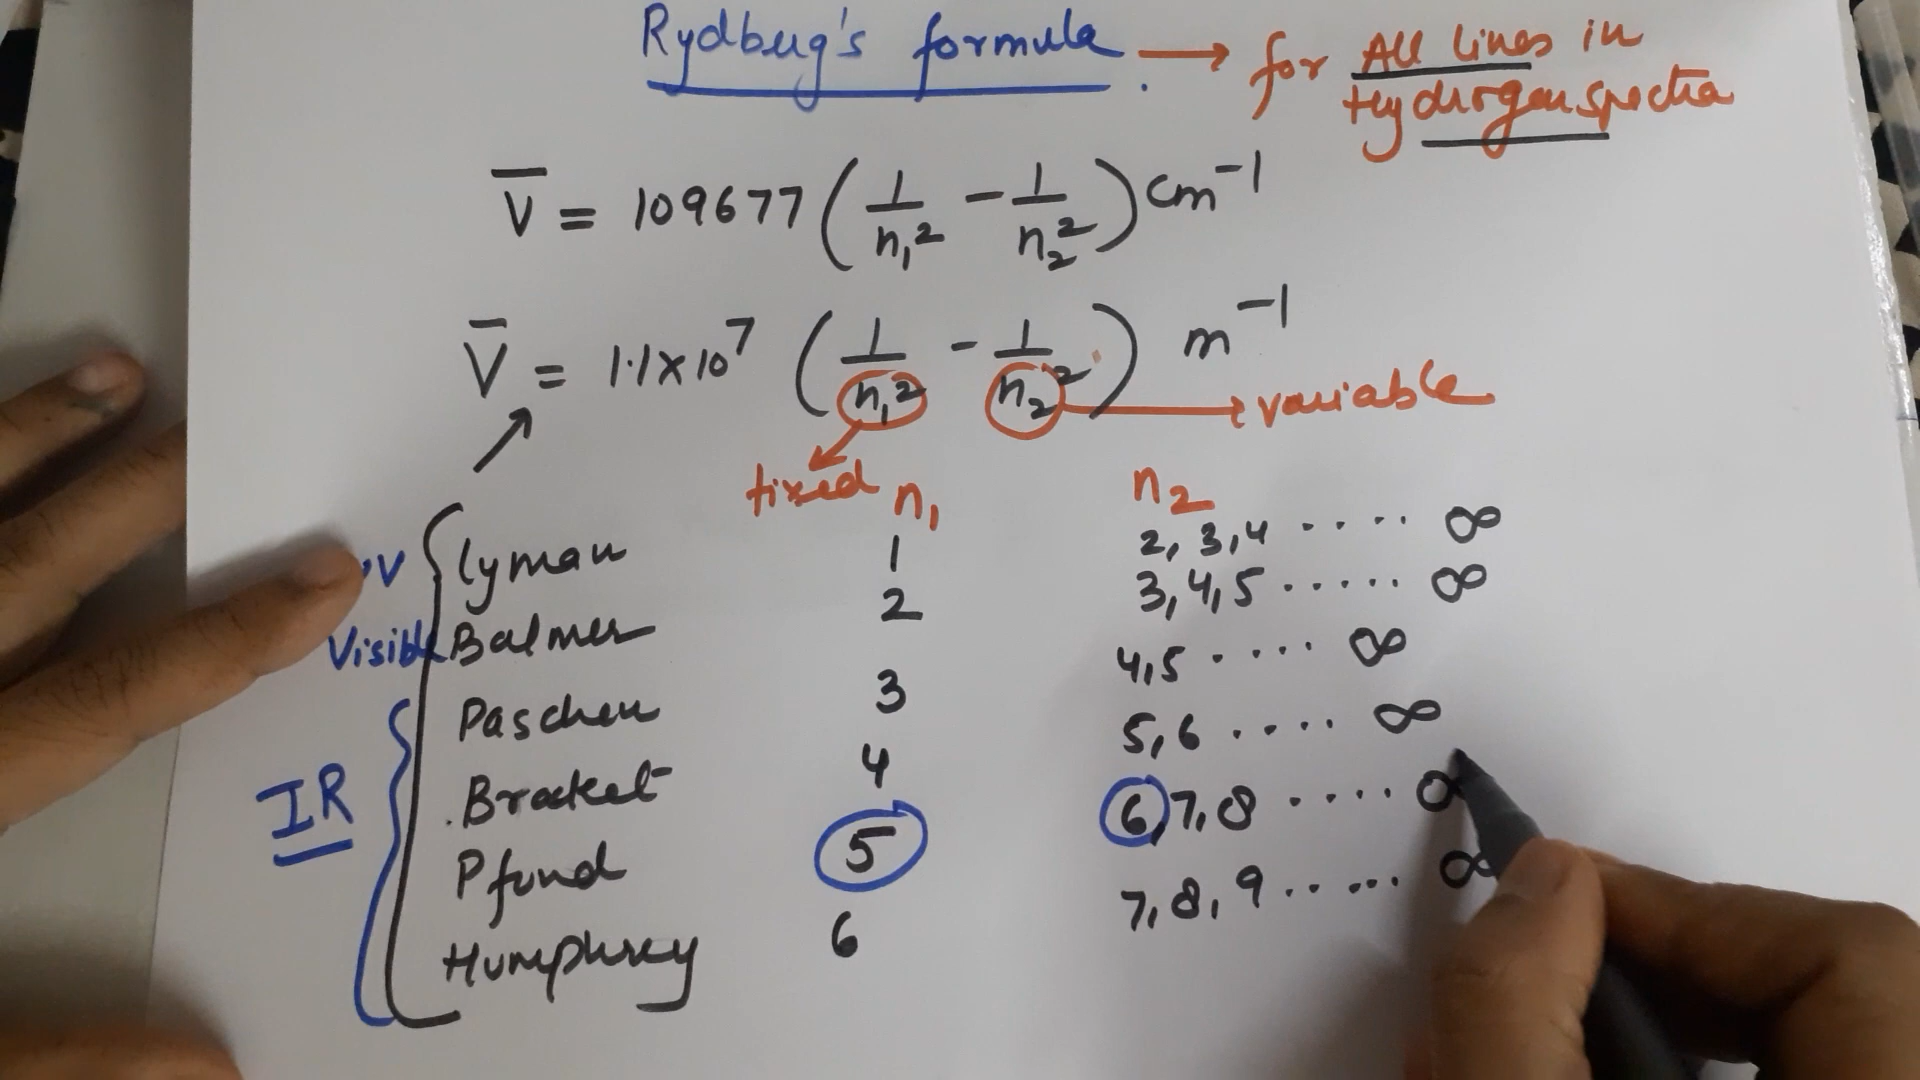 Rydbug's formula → for All lines in
Hydrogen spectra
V̅ = 109677 (1/n₁² - 1/n₂²) cm⁻¹
V̅ = 1.1×10⁷ (1/n₁² - 1/n₂²) m⁻¹
→ variable
fixed n₁ n₂
V Lyman 1 2, 3, 4 .... ∞
Visible Balmer 2 3, 4, 5 ..... ∞
Paschen 3 4, 5 .... ∞
IR Bracket 4 5, 6 .... ∞
Pfund 5 6, 7, 8 .... ∞
Humphrey 6 7, 8, 9 ..... ∞